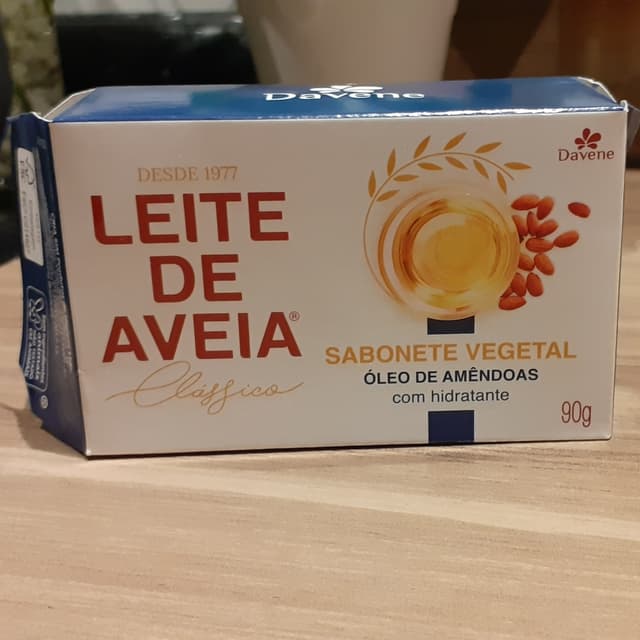 Davene
DESDE 1977
LEITE
DE
AVEIA®
Clássico
Davene
SABONETE VEGETAL
ÓLEO DE AMÊNDOAS
com hidratante
90g